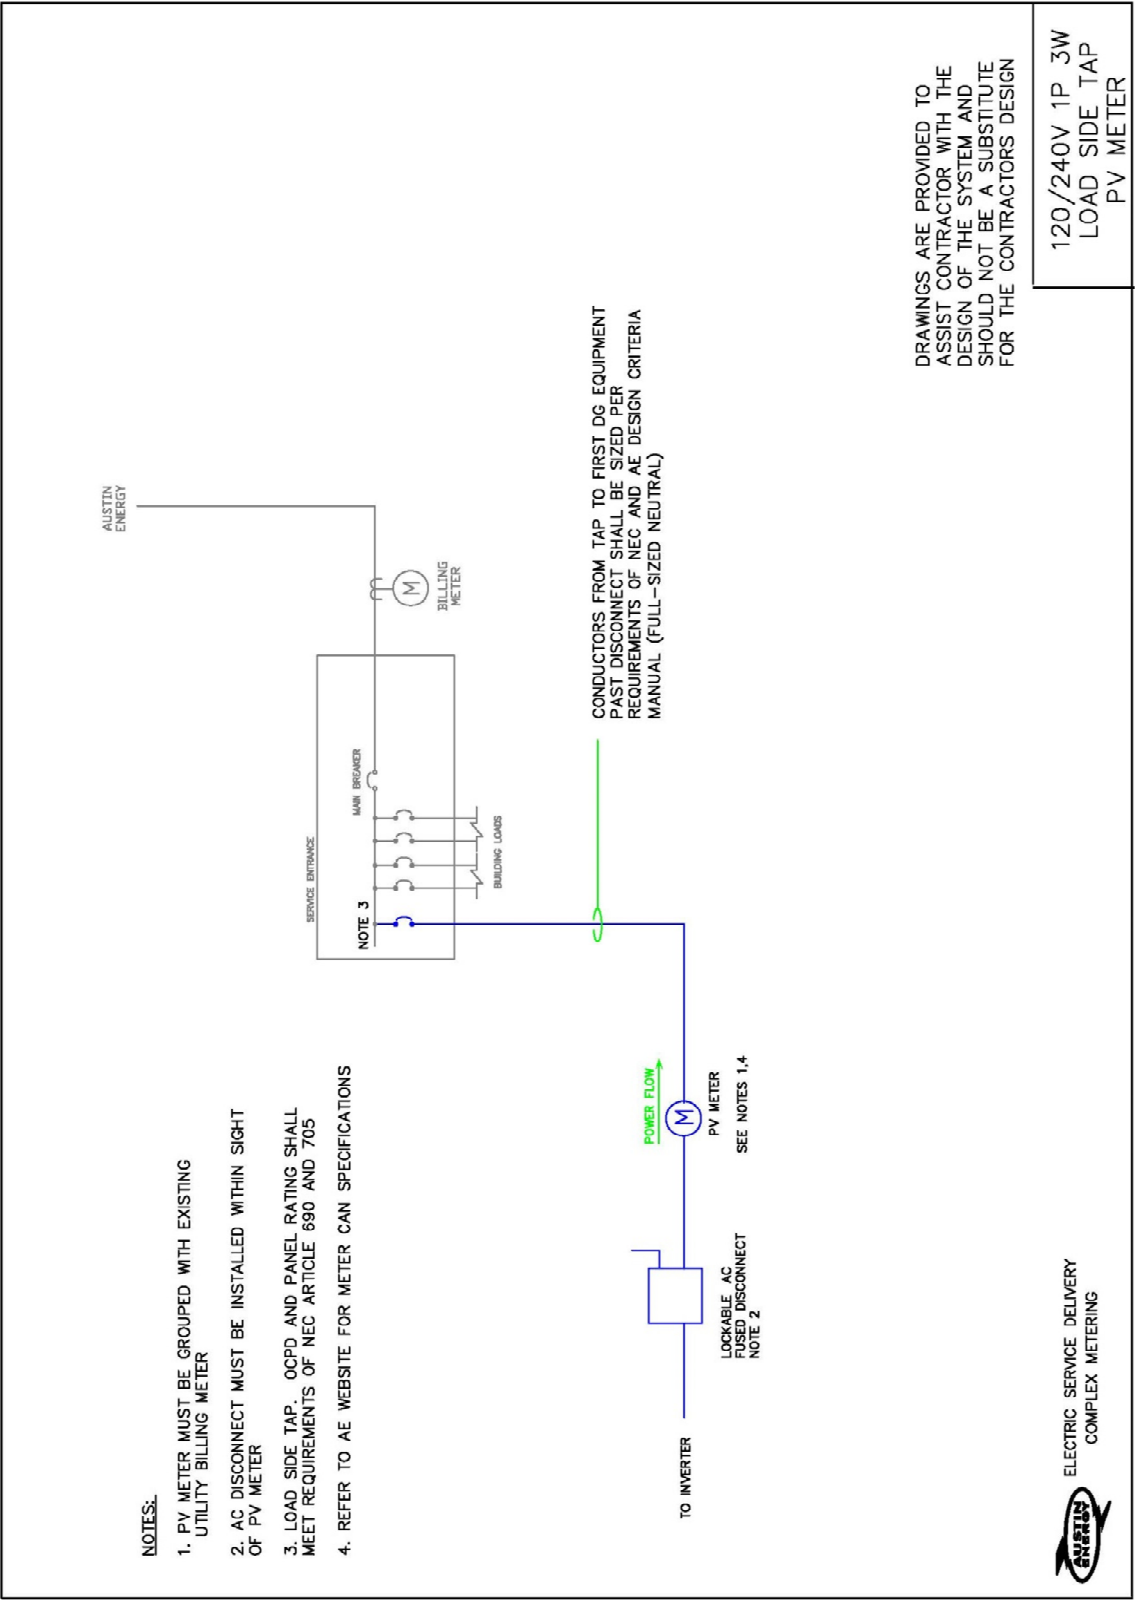 NOTES:
1. PV METER MUST BE GROUPED WITH EXISTING
UTILITY BILLING METER
2. AC DISCONNECT MUST BE INSTALLED WITHIN SIGHT
OF PV METER
3. LOAD SIDE TAP. OCPD AND PANEL RATING SHALL
MEET REQUIREMENTS OF NEC ARTICLE 690 AND 705
4. REFER TO AE WEBSITE FOR METER CAN SPECIFICATIONS
AUSTIN
ENERGY
M
BILLING
METER
SERVICE ENTRANCE
MAIN BREAKER
NOTE 3
BUILDING LOADS
CONDUCTORS FROM TAP TO FIRST DG EQUIPMENT
PAST DISCONNECT SHALL BE SIZED PER
REQUIREMENTS OF NEC AND AE DESIGN CRITERIA
MANUAL (FULL-SIZED NEUTRAL)
POWER FLOW
M
PV METER
SEE NOTES 1,4
LOCKABLE AC
FUSED DISCONNECT
NOTE 2
TO INVERTER
DRAWINGS ARE PROVIDED TO
ASSIST CONTRACTOR WITH THE
DESIGN OF THE SYSTEM AND
SHOULD NOT BE A SUBSTITUTE
FOR THE CONTRACTORS DESIGN
AUSTIN
ENERGY
ELECTRIC SERVICE DELIVERY
COMPLEX METERING
120/240V 1P 3W
LOAD SIDE TAP
PV METER